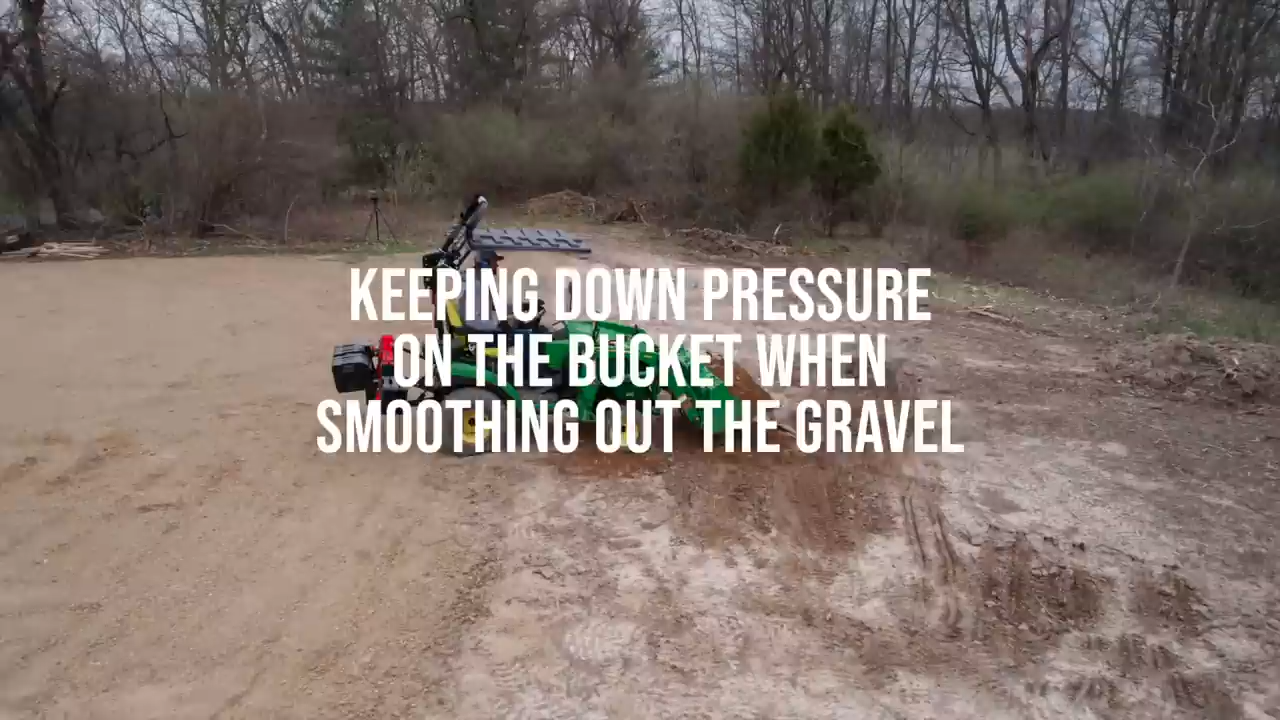 KEEPING DOWN PRESSURE
ON THE BUCKET WHEN
SMOOTHING OUT THE GRAVEL